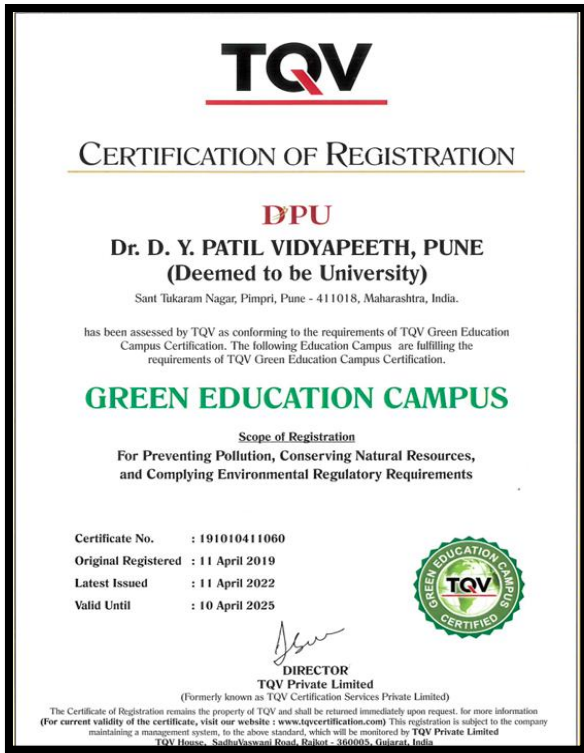 TQV
CERTIFICATION OF REGISTRATION
DPU
Dr. D. Y. PATIL VIDYAPEETH, PUNE
(Deemed to be University)
Sant Tukaram Nagar, Pimpri, Pune - 411018, Maharashtra, India.
has been assessed by TQV as conforming to the requirements of TQV Green Education
Campus Certification. The following Education Campus are fulfilling the
requirements of TQV Green Education Campus Certification.
GREEN EDUCATION CAMPUS
Scope of Registration
For Preventing Pollution, Conserving Natural Resources,
and Complying Environmental Regulatory Requirements
Certificate No. : 191010411060
Original Registered : 11 April 2019
Latest Issued : 11 April 2022
Valid Until : 10 April 2025
GREEN EDUCATION CAMPUS
TQV
CERTIFIED
DIRECTOR
TQV Private Limited
(Formerly known as TQV Certification Services Private Limited)
The Certificate of Registration remains the property of TQV and shall be returned immediately upon request. for more information
(For current validity of the certificate, visit our website : www.tqvcertification.com) This registration is subject to the company
maintaining a management system, to the above standard, which will be monitored by TQV Private Limited
TQV House, SadhuVaswani Road, Rajkot - 360005, Gujarat, India